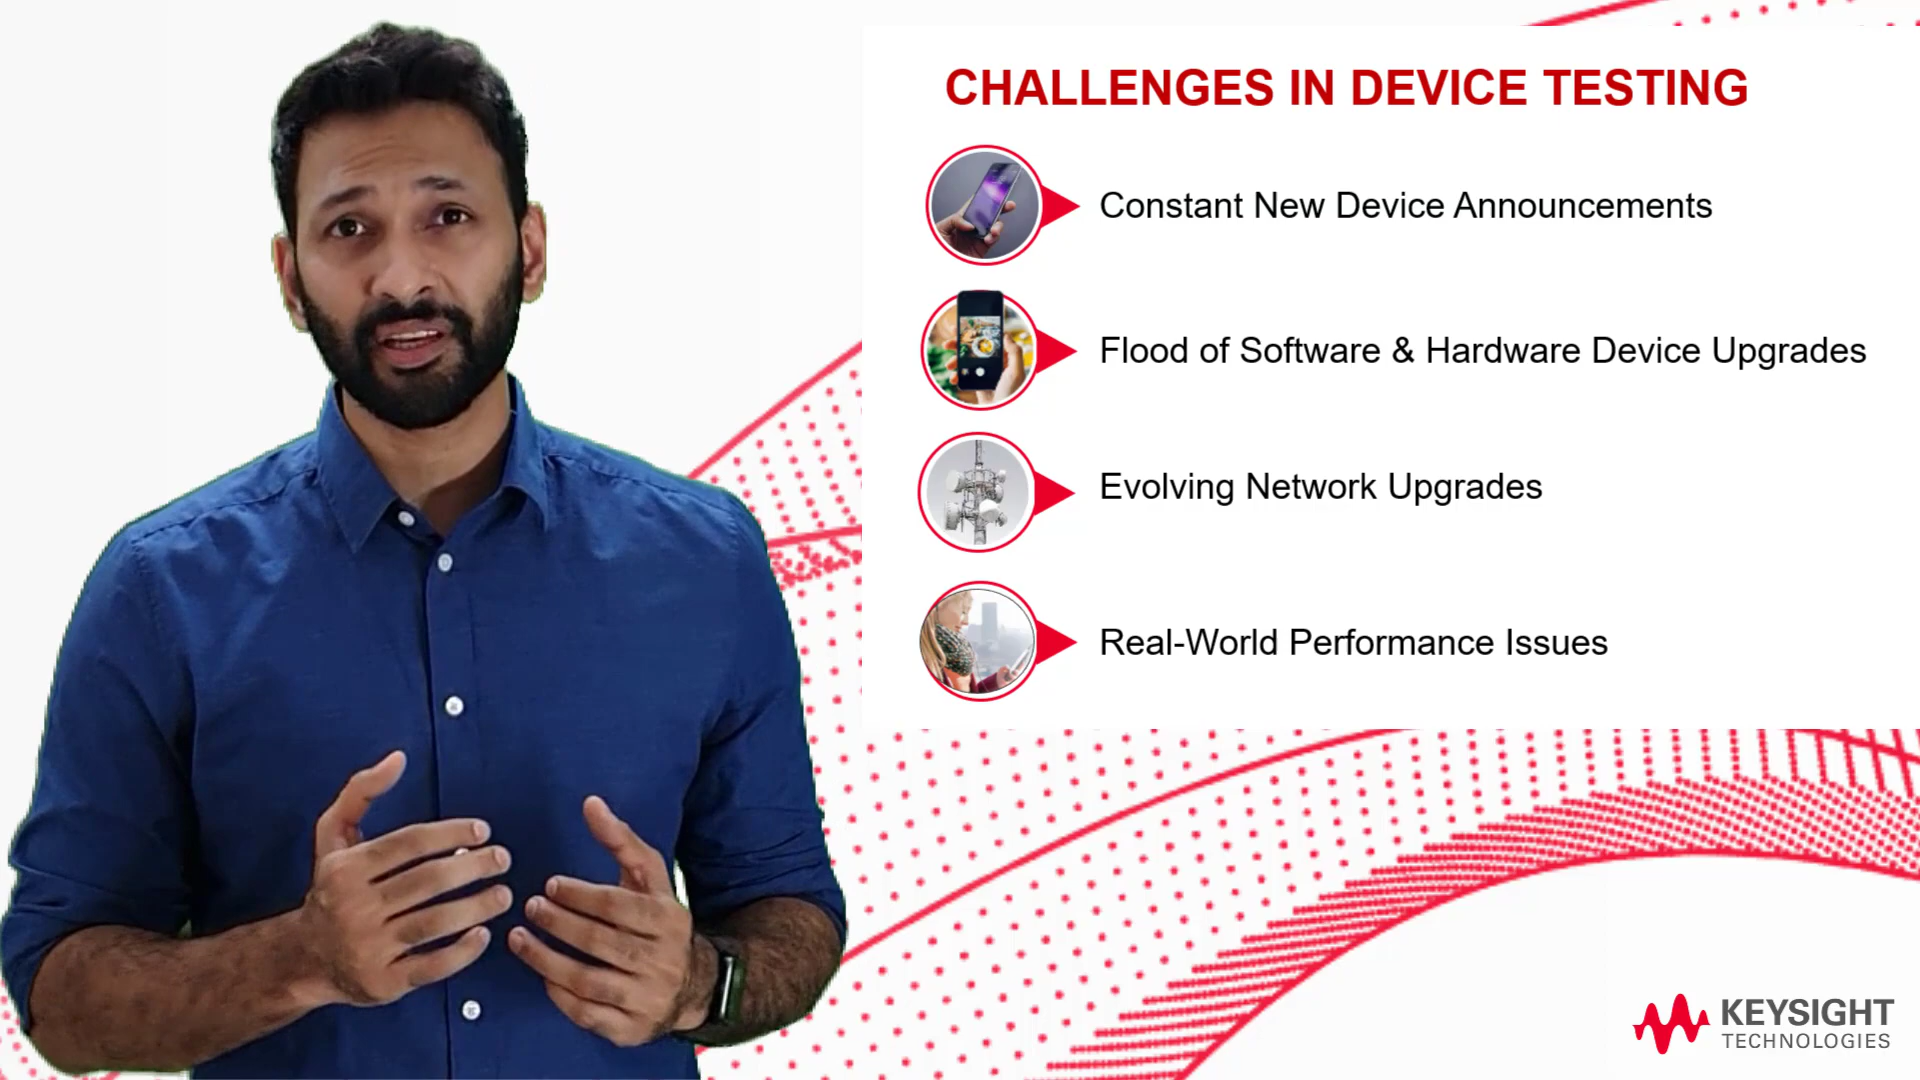 CHALLENGES IN DEVICE TESTING
Constant New Device Announcements
Flood of Software & Hardware Device Upgrades
Evolving Network Upgrades
Real-World Performance Issues
KEYSIGHT
TECHNOLOGIES